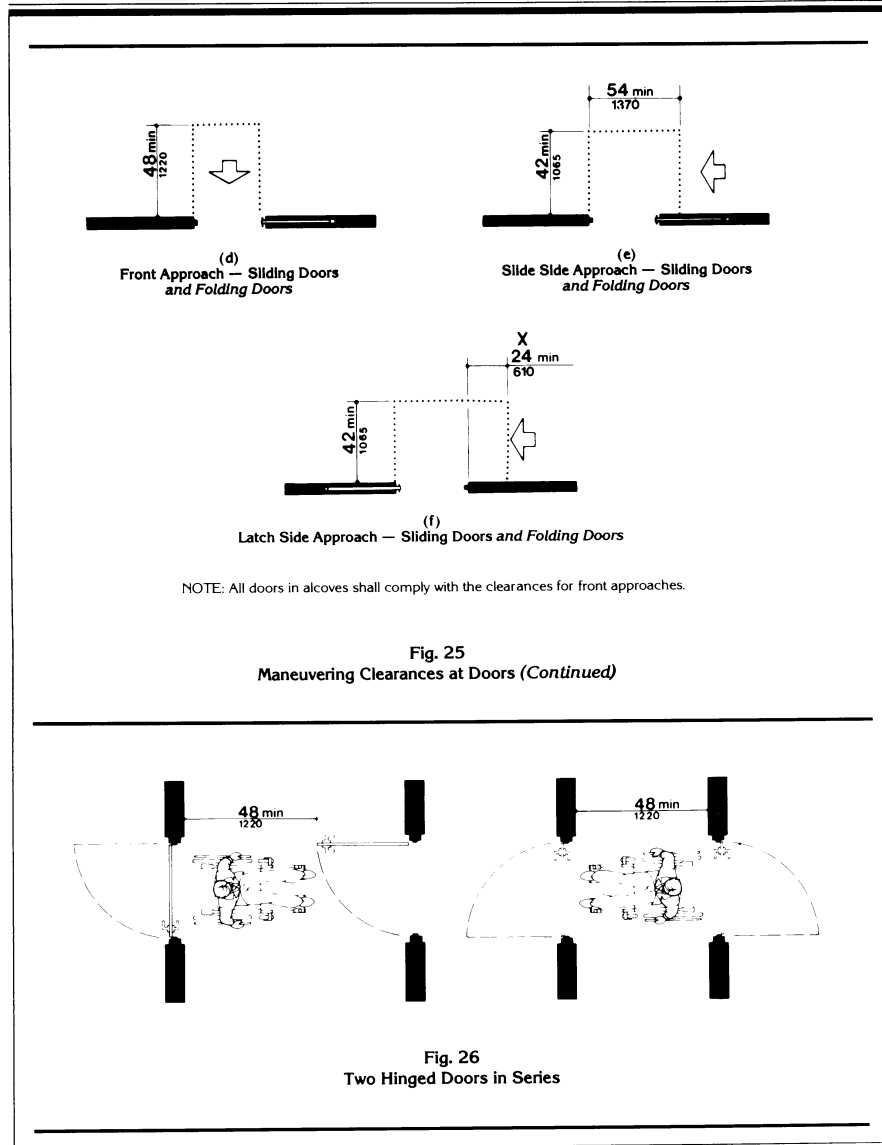 54 min
1370
48 min
1220
42 min
1065
(d)
Front Approach — Sliding Doors
and Folding Doors
(e)
Slide Side Approach — Sliding Doors
and Folding Doors
X
24 min
610
42 min
1065
(f)
Latch Side Approach — Sliding Doors and Folding Doors
NOTE: All doors in alcoves shall comply with the clearances for front approaches.
Fig. 25
Maneuvering Clearances at Doors (Continued)
48 min
1220
48 min
1220
Fig. 26
Two Hinged Doors in Series